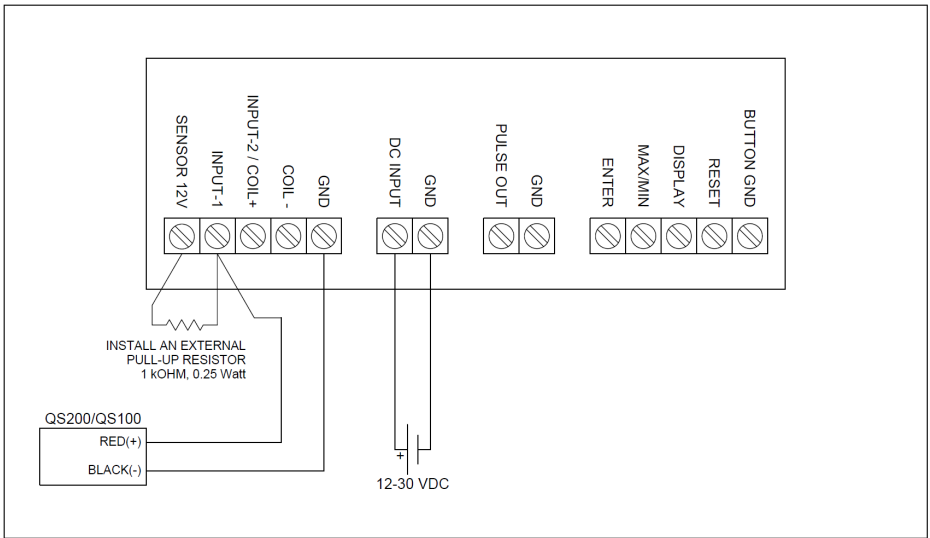 SENSOR 12V
INPUT-1
INPUT-2 / COIL+
COIL -
GND
DC INPUT
GND
PULSE OUT
GND
ENTER
MAX/MIN
DISPLAY
RESET
BUTTON GND
INSTALL AN EXTERNAL
PULL-UP RESISTOR
1 kOHM, 0.25 Watt
QS200/QS100
RED(+)
BLACK(-)
+
12-30 VDC